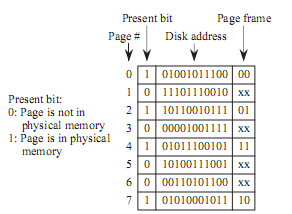 Present bit Page frame
Page # Disk address
0 1 01001011100 00
1 0 11101110010 xx
2 1 10110010111 01
3 0 00001001111 xx
4 1 01011100101 11
5 0 10100111001 xx
6 0 00110101100 xx
7 1 01010001011 10
Present bit:
0: Page is not in
physical memory
1: Page is in physical
memory